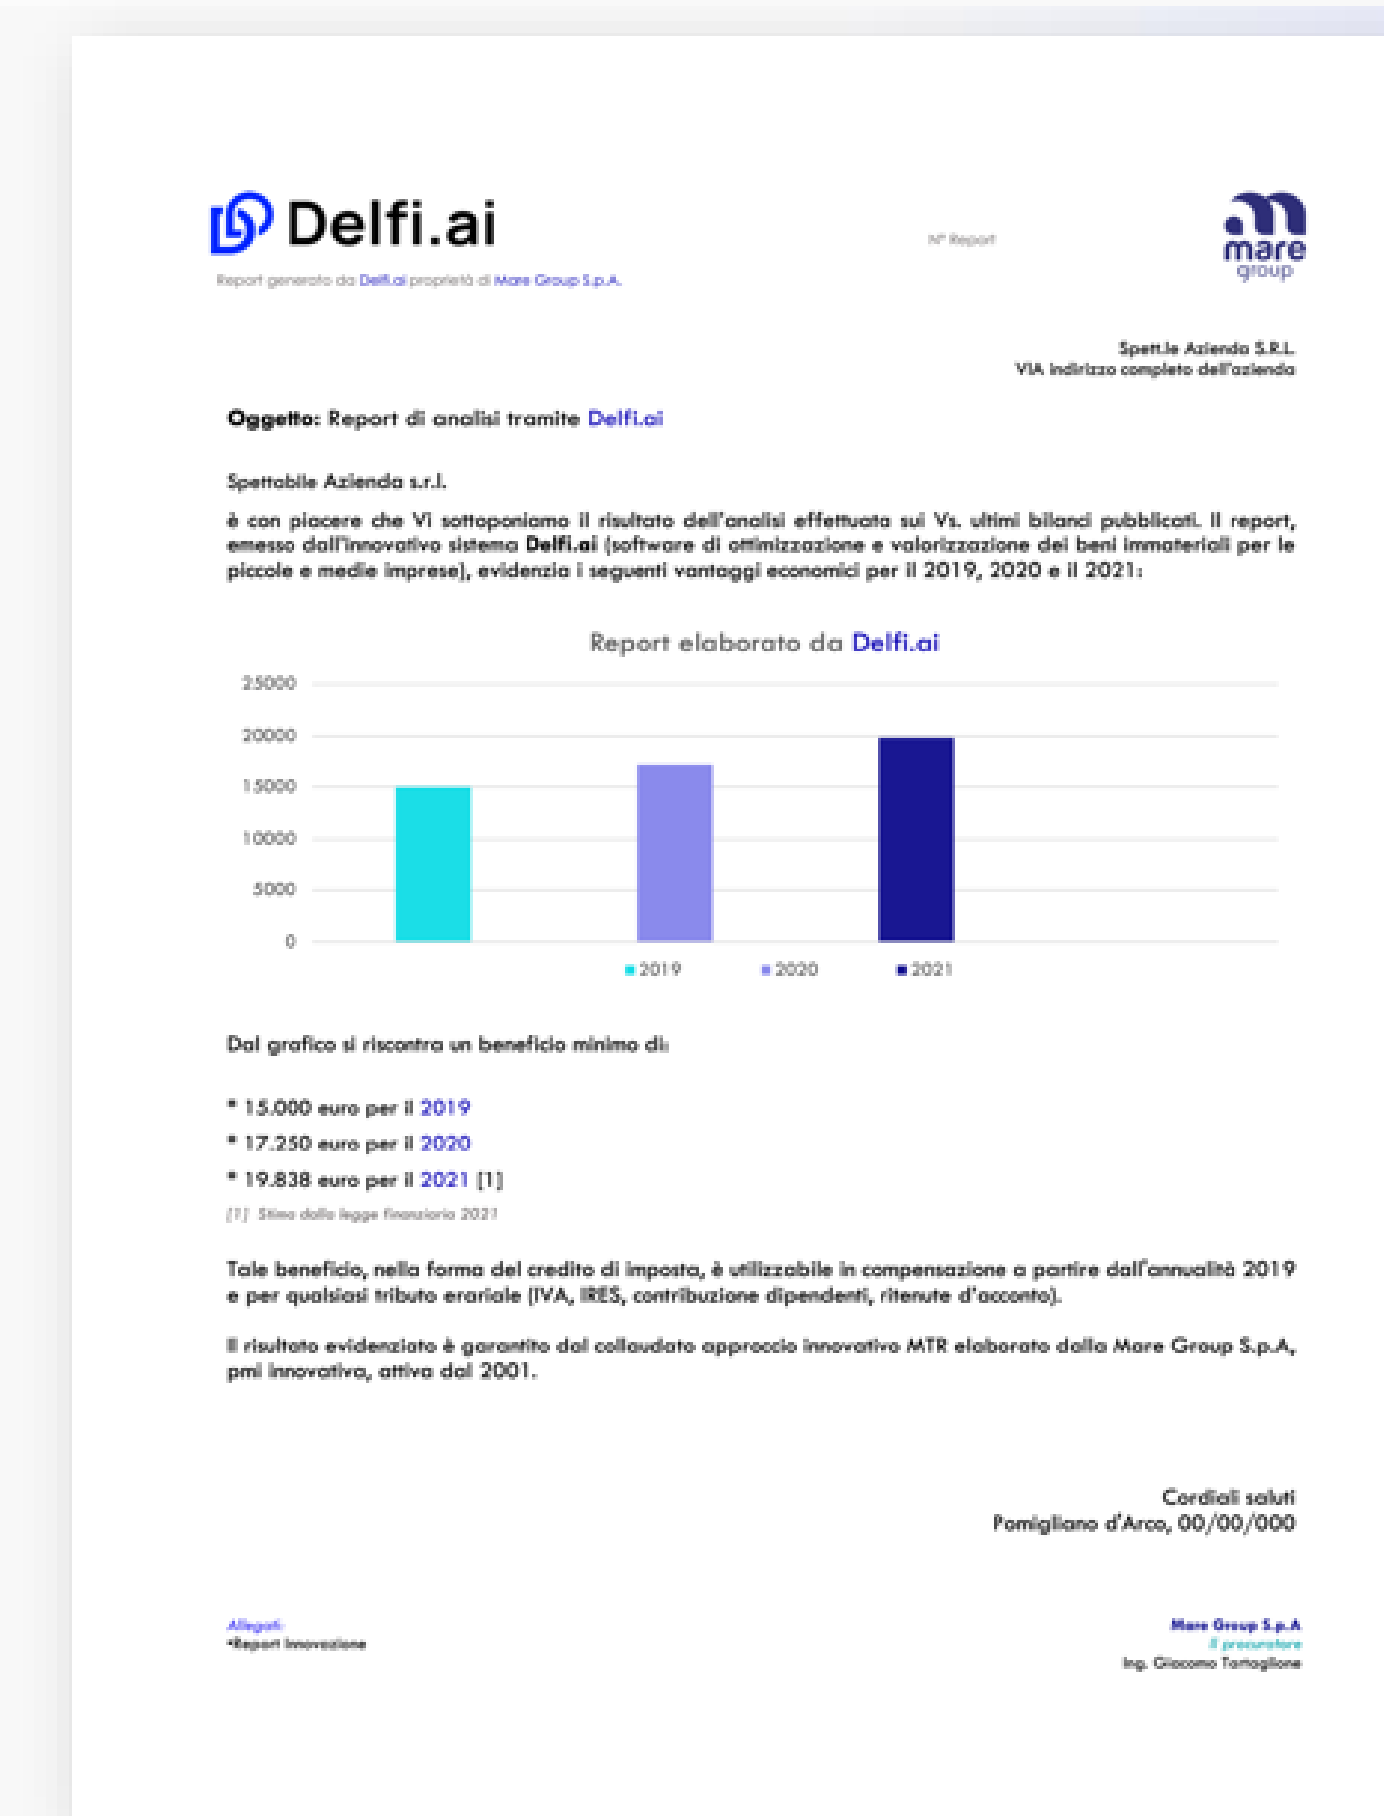 Delfi.ai
N° Report
mare
group
Report generato da Delfi.ai proprietà di Mare Group S.p.A.
Spett.le Azienda S.R.L.
VIA indirizzo completo dell'azienda
Oggetto: Report di analisi tramite Delfi.ai
Spettabile Azienda s.r.l.
è con piacere che Vi sottoponiamo il risultato dell'analisi effettuata sui Vs. ultimi bilanci pubblicati. Il report,
emesso dall'innovativo sistema Delfi.ai (software di ottimizzazione e valorizzazione dei beni immateriali per le
piccole e medie imprese), evidenzia i seguenti vantaggi economici per il 2019, 2020 e il 2021:
Report elaborato da Delfi.ai
25000
20000
15000
10000
5000
0
2019 2020 2021
Dal grafico si riscontra un beneficio minimo di:
* 15.000 euro per il 2019
* 17.250 euro per il 2020
* 19.838 euro per il 2021 [1]
[1] Stima dalla legge finanziaria 2021
Tale beneficio, nella forma del credito di imposta, è utilizzabile in compensazione a partire dall'annualità 2019
e per qualsiasi tributo erariale (IVA, IRES, contribuzione dipendenti, ritenute d'acconto).
Il risultato evidenziato è garantito dal collaudato approccio innovativo MTR elaborato dalla Mare Group S.p.A,
pmi innovativa, attiva dal 2001.
Cordiali saluti
Pomigliano d'Arco, 00/00/000
Allegati:
•Report Innovazione
Mare Group S.p.A
Il procuratore
Ing. Giacomo Tartaglione